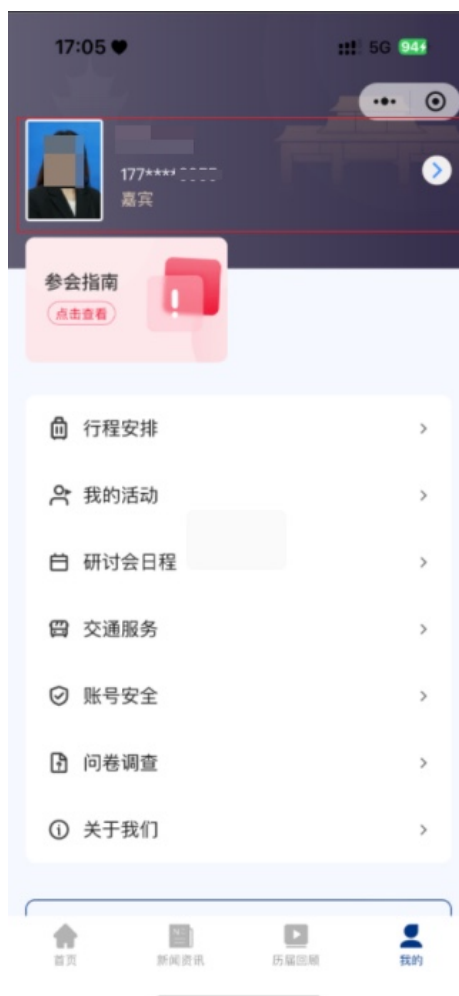 17:05
5G 94
177****
嘉宾
参会指南
点击查看
行程安排
我的活动
研讨会日程
交通服务
账号安全
问卷调查
关于我们
首页 新闻资讯 历届回顾 我的